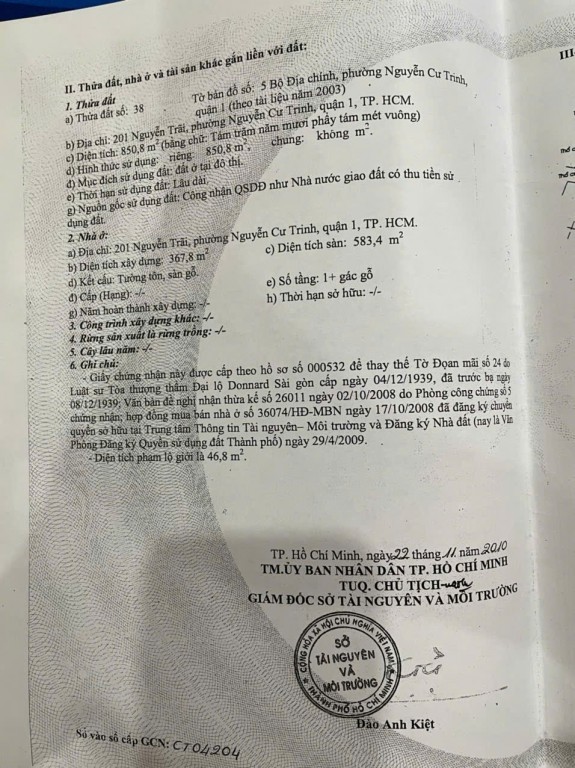 II. Thửa đất, nhà ở và tài sản khác gắn liền với đất:
1. Thửa đất
a) Thửa đất số: 38 Tờ bản đồ số: 5 Bộ Địa chính, phường Nguyễn Cư Trinh,
quận 1 (theo tài liệu năm 2003)
b) Địa chỉ: 201 Nguyễn Trãi, phường Nguyễn Cư Trinh, quận 1, TP. HCM.
c) Diện tích: 850,8 m² (bằng chữ: Tám trăm năm mươi phẩy tám mét vuông)
d) Hình thức sử dụng: riêng: 850,8 m², chung: không m².
đ) Mục đích sử dụng đất: đất ở tại đô thị.
e) Thời hạn sử dụng đất: Lâu dài.
g) Nguồn gốc sử dụng đất: Công nhận QSDĐ như Nhà nước giao đất có thu tiền sử
dụng đất.
2. Nhà ở:
a) Địa chỉ: 201 Nguyễn Trãi, phường Nguyễn Cư Trinh, quận 1, TP. HCM.
b) Diện tích xây dựng: 367,8 m² c) Diện tích sàn: 583,4 m²
d) Kết cấu: Tường tôn, sàn gỗ.
đ) Cấp (Hạng): -/- e) Số tầng: 1+ gác gỗ
g) Năm hoàn thành xây dựng: -/- h) Thời hạn sở hữu: -/-
3. Công trình xây dựng khác: -/-
4. Rừng sản xuất là rừng trồng: -/-
5. Cây lâu năm: -/-
6. Ghi chú:
- Giấy chứng nhận này được cấp theo hồ sơ số 000532 để thay thế Tờ Đoạn mãi số 24 do
Luật sư Tòa thượng thẩm Đại lộ Donnard Sài gòn cấp ngày 04/12/1939, đã trước bạ ngày
08/12/1939; Văn bản đề nghị nhận thừa kế số 26011 ngày 02/10/2008 do Phòng công chứng số 5
chứng nhận; hợp đồng mua bán nhà ở số 36074/HĐ-MBN ngày 17/10/2008 đã đăng ký chuyển
quyền sở hữu tại Trung tâm Thông tin Tài nguyên– Môi trường và Đăng ký Nhà đất (nay là Văn
Phòng Đăng ký Quyền sử dụng đất Thành phố) ngày 29/4/2009.
- Diện tích phạm lộ giới là 46,8 m².
TP. Hồ Chí Minh, ngày 22 tháng 11 năm 2010
TM.ỦY BAN NHÂN DÂN TP. HỒ CHÍ MINH
TUQ. CHỦ TỊCH
GIÁM ĐỐC SỞ TÀI NGUYÊN VÀ MÔI TRƯỜNG
CỘNG HÒA XÃ HỘI CHỦ NGHĨA VIỆT NAM
SỞ
TÀI NGUYÊN
VÀ
MÔI TRƯỜNG
THÀNH PHỐ HỒ CHÍ MINH
Đào Anh Kiệt
Số vào sổ cấp GCN: CT04204
III.